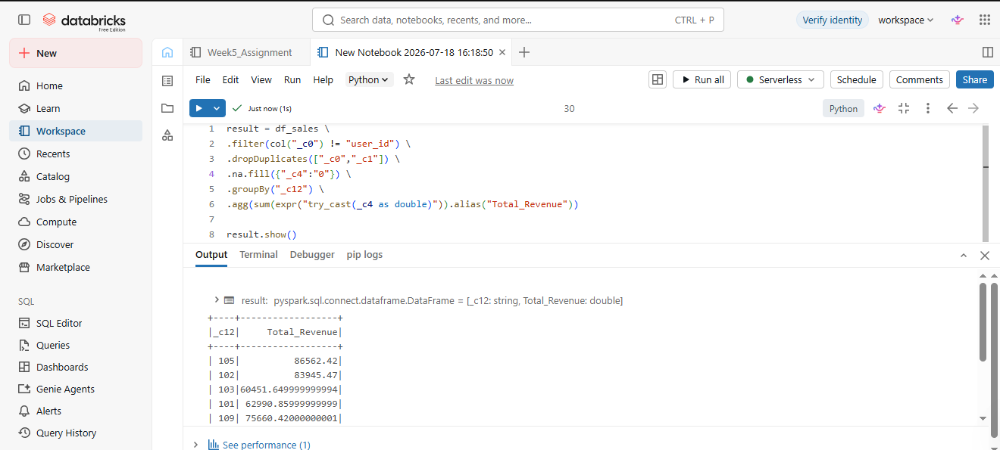 databricks
Free Edition
Search data, notebooks, recents, and more...
CTRL + P
Verify identity
workspace
New
Home
Learn
Workspace
Recents
Catalog
Jobs & Pipelines
Compute
Discover
Marketplace
SQL
SQL Editor
Queries
Dashboards
Genie Agents
Alerts
Query History
Week5_Assignment
New Notebook 2026-07-18 16:18:50
File Edit View Run Help Python
Last edit was now
Run all
Serverless
Schedule
Comments
Share
Just now (1s)
30
Python
1 result = df_sales \
2 .filter(col("_c0") != "user_id") \
3 .dropDuplicates(["_c0","_c1"]) \
4 .na.fill({"_c4":"0"}) \
5 .groupBy("_c12") \
6 .agg(sum(expr("try_cast(_c4 as double)")).alias("Total_Revenue"))
7
8 result.show()
Output Terminal Debugger pip logs
result: pyspark.sql.connect.dataframe.DataFrame = [_c12: string, Total_Revenue: double]
+----+-----------------+
|_c12|    Total_Revenue|
+----+-----------------+
| 105|         86562.42|
| 102|         83945.47|
| 103|60451.649999999994|
| 101| 62990.85999999999|
| 109| 75660.42000000001|
See performance (1)